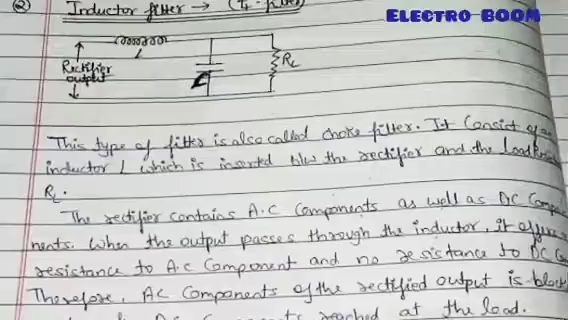 ② Inductor filter →
ELECTRO BOOM
L
Rectifier
output
C
RL
This type of filter is also called choke filter. It consist of an
inductor L which is inserted b/w the rectifier and the Load
RL.
The rectifier contains A.C Components as well as DC Compo
nents. When the output passes through the inductor, it offers
resistance to A.C Component and no resistance to DC
Therefore, AC Components of the rectified output is block
reached at the load.